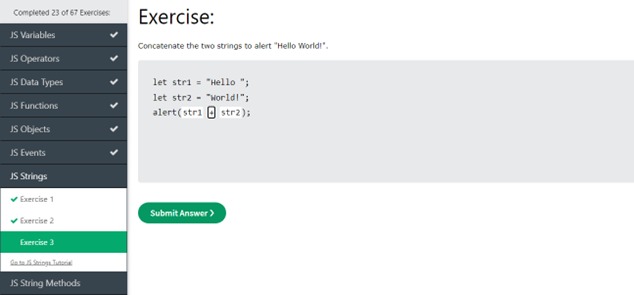 Completed 23 of 67 Exercises:
JS Variables
JS Operators
JS Data Types
JS Functions
JS Objects
JS Events
JS Strings
Exercise 1
Exercise 2
Exercise 3
Go to JS Strings Tutorial
JS String Methods
Exercise:
Concatenate the two strings to alert "Hello World!".
let str1 = "Hello ";
let str2 = "World!";
alert(str1 + str2);
Submit Answer ❯